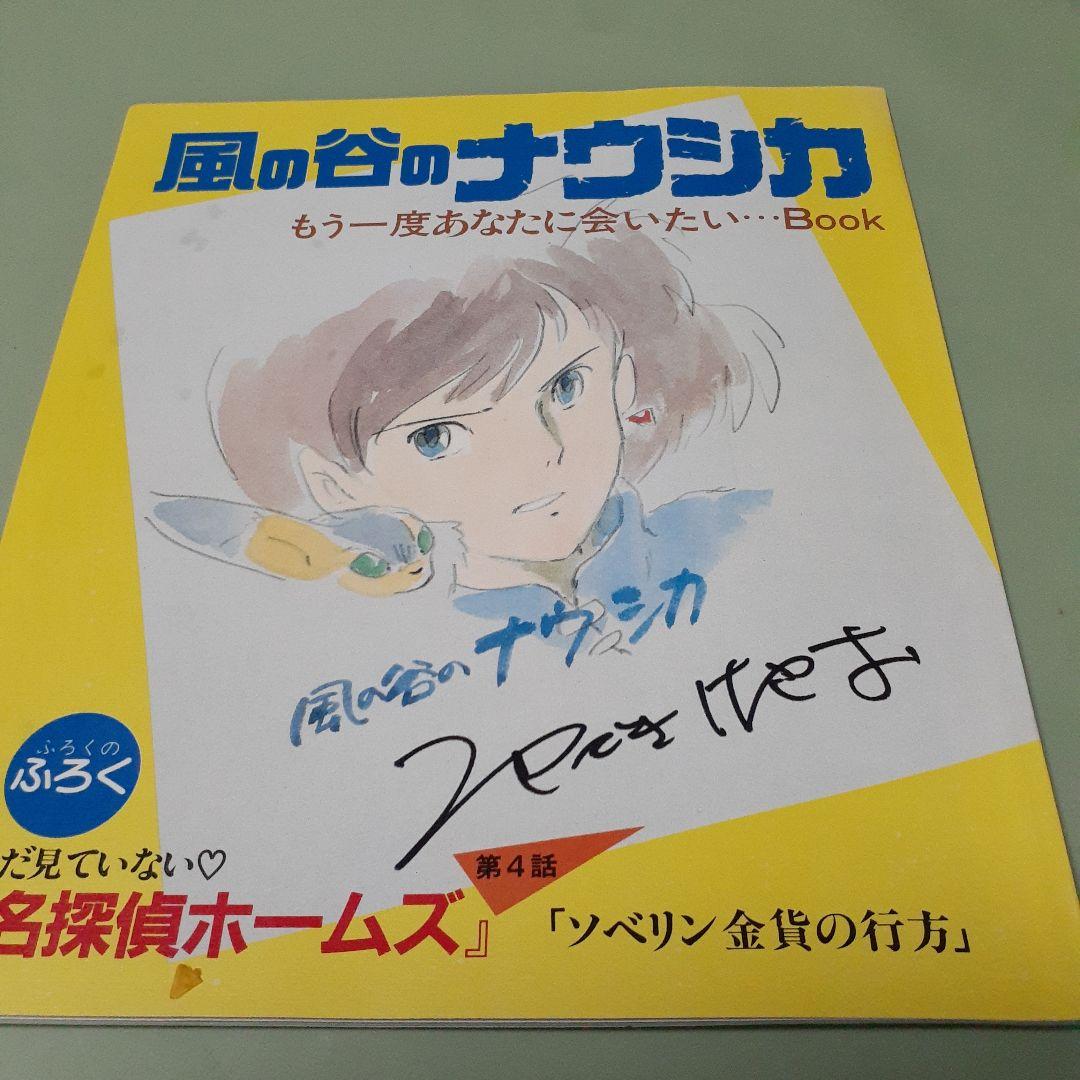 風の谷のナウシカ
もう一度あなたに会いたい…Book
風の谷のナウシカ
ふろくの
ふろく
だ見ていない♡
名探偵ホームズ』
第4話
「ソベリン金貨の行方」